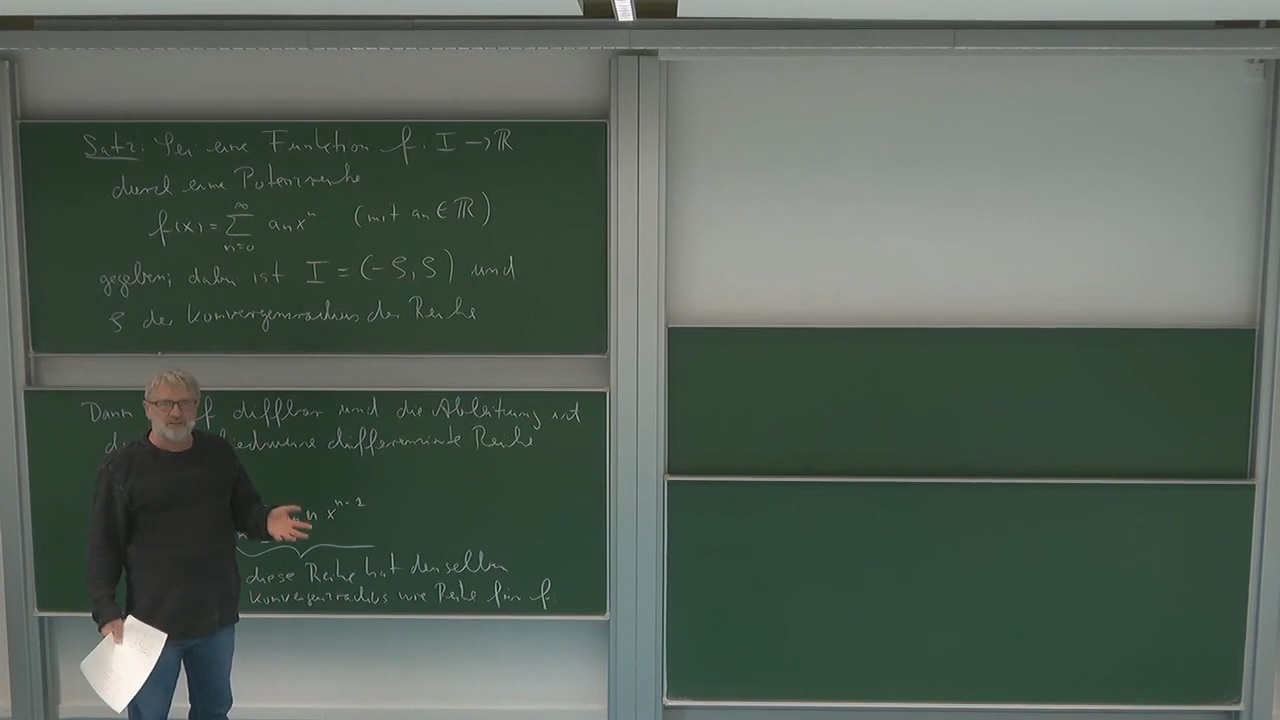 Satz. Sei eine Funktion f: I → ℝ
durch eine Potenzreihe
f(x) = ∑_{n=0}^{∞} a_n x^n (mit a_n ∈ ℝ)
gegeben; dabei ist I = (-ρ, ρ) und
ρ der Konvergenzradius der Reihe
Dann f diffbar und die Ableitung ist
differenzierte Reihe
n x^{n-1}
diese Reihe hat denselben
Konvergenzradius wie Reihe für f.